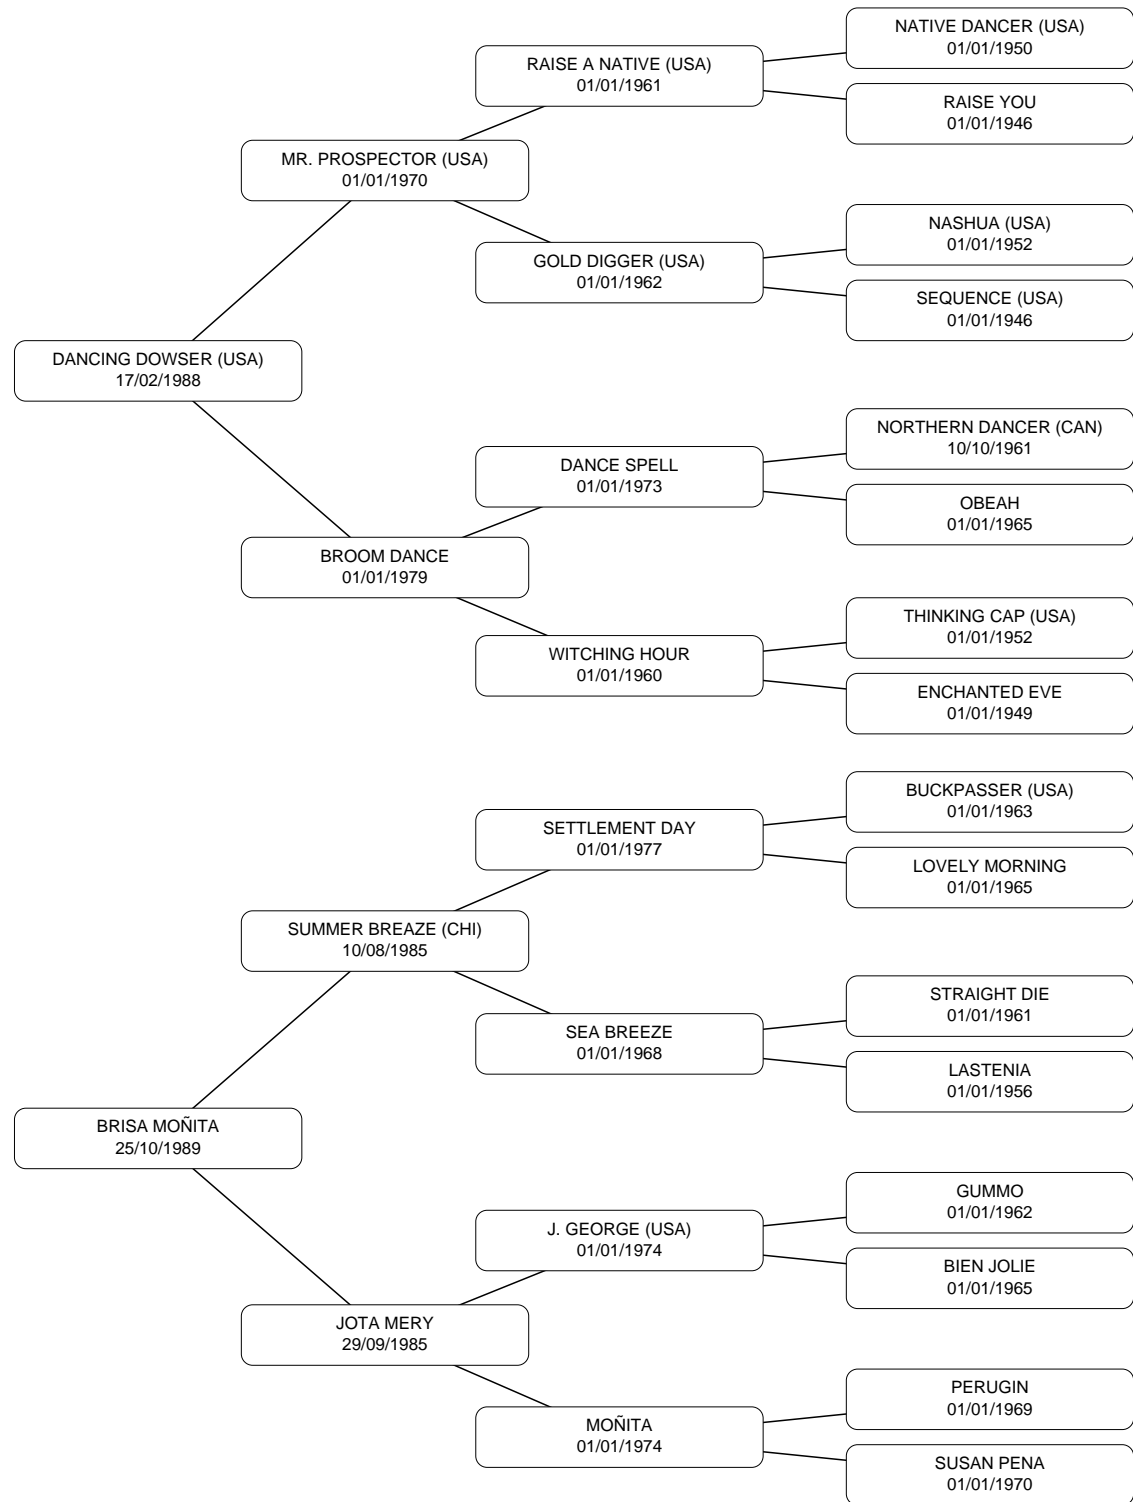 NATIVE DANCER (USA)
01/01/1950
RAISE A NATIVE (USA)
01/01/1961
RAISE YOU
01/01/1946
MR. PROSPECTOR (USA)
01/01/1970
NASHUA (USA)
01/01/1952
GOLD DIGGER (USA)
01/01/1962
SEQUENCE (USA)
01/01/1946
DANCING DOWSER (USA)
17/02/1988
NORTHERN DANCER (CAN)
10/10/1961
DANCE SPELL
01/01/1973
OBEAH
01/01/1965
BROOM DANCE
01/01/1979
THINKING CAP (USA)
01/01/1952
WITCHING HOUR
01/01/1960
ENCHANTED EVE
01/01/1949
BUCKPASSER (USA)
01/01/1963
SETTLEMENT DAY
01/01/1977
LOVELY MORNING
01/01/1965
SUMMER BREAZE (CHI)
10/08/1985
STRAIGHT DIE
01/01/1961
SEA BREEZE
01/01/1968
LASTENIA
01/01/1956
BRISA MOÑITA
25/10/1989
GUMMO
01/01/1962
J. GEORGE (USA)
01/01/1974
BIEN JOLIE
01/01/1965
JOTA MERY
29/09/1985
PERUGIN
01/01/1969
MOÑITA
01/01/1974
SUSAN PENA
01/01/1970